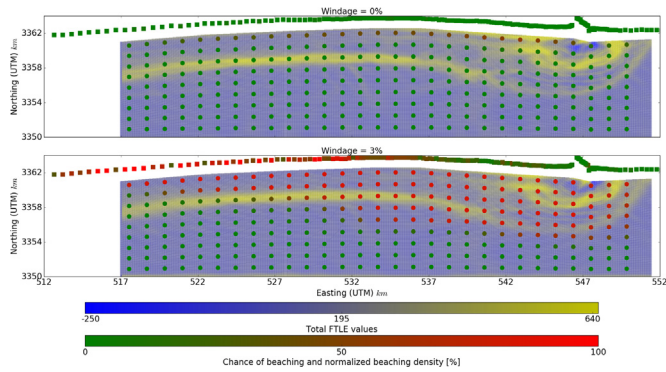 Windage = 0%
3362
3358
3354
3350
Northing (UTM) km
Windage = 3%
3362
3358
3354
3350
Northing (UTM) km
512 517 522 527 532 537 542 547 552
Easting (UTM) km
-250 195 640
Total FTLE values
0 50 100
Chance of beaching and normalized beaching density [%]